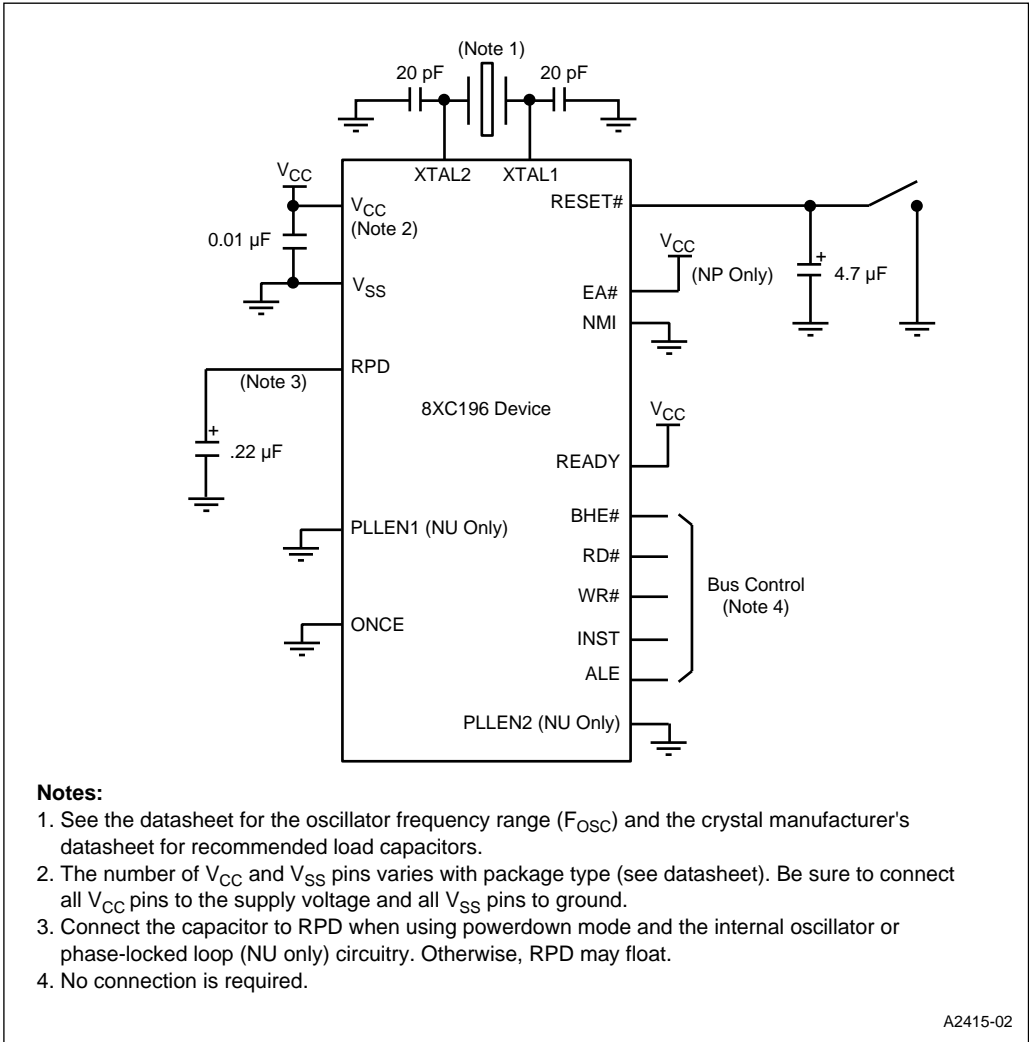 (Note 1)
20 pF
20 pF
XTAL2
XTAL1
VCC
VCC
(Note 2)
0.01 µF
VSS
RESET#
VCC
(NP Only)
+
4.7 µF
EA#
NMI
RPD
(Note 3)
+
.22 µF
8XC196 Device
VCC
READY
PLLEN1 (NU Only)
BHE#
RD#
WR#
Bus Control
(Note 4)
ONCE
INST
ALE
PLLEN2 (NU Only)
Notes:
1. See the datasheet for the oscillator frequency range (FOSC) and the crystal manufacturer's
datasheet for recommended load capacitors.
2. The number of VCC and VSS pins varies with package type (see datasheet). Be sure to connect
all VCC pins to the supply voltage and all VSS pins to ground.
3. Connect the capacitor to RPD when using powerdown mode and the internal oscillator or
phase-locked loop (NU only) circuitry. Otherwise, RPD may float.
4. No connection is required.
A2415-02